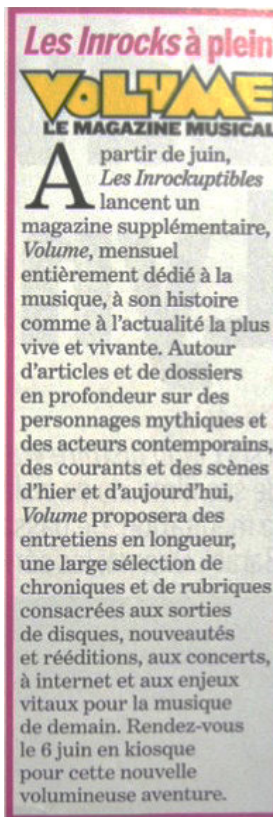 Les Inrocks à plein
VOLUME
LE MAGAZINE MUSICAL
A partir de juin,
Les Inrockuptibles
lancent un
magazine supplémentaire,
Volume, mensuel
entièrement dédié à la
musique, à son histoire
comme à l'actualité la plus
vive et vivante. Autour
d'articles et de dossiers
en profondeur sur des
personnages mythiques et
des acteurs contemporains,
des courants et des scènes
d'hier et d'aujourd'hui,
Volume proposera des
entretiens en longueur,
une large sélection de
chroniques et de rubriques
consacrées aux sorties
de disques, nouveautés
et rééditions, aux concerts,
à internet et aux enjeux
vitaux pour la musique
de demain. Rendez-vous
le 6 juin en kiosque
pour cette nouvelle
volumineuse aventure.